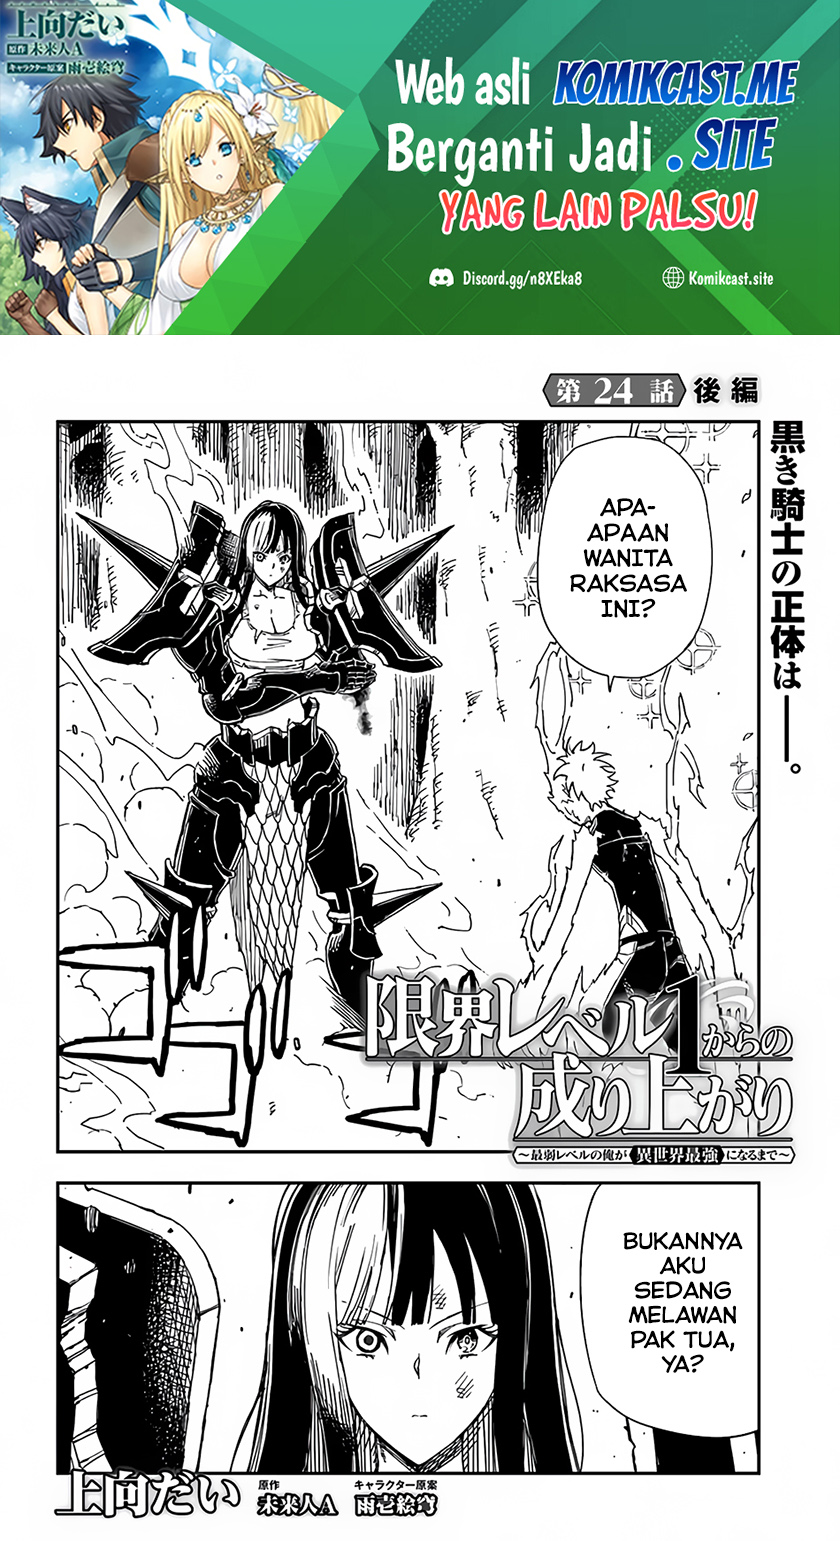 上向だい
原作 未来人A
キャラクター原案 雨壱絵穹
Web asli KOMIKCAST.ME
Berganti Jadi .SITE
YANG LAIN PALSU!
Discord.gg/n8XEka8
Komikcast.site
第24話 後編
黒き騎士の正体は――。
APA-
APAAN
WANITA
RAKSASA
INI?
限界レベル1からの
成り上がり
～最弱レベルの俺が異世界最強になるまで～
BUKANNYA
AKU
SEDANG
MELAWAN
PAK TUA,
YA?
上向だい
原作
未来人A
キャラクター原案
雨壱絵穹